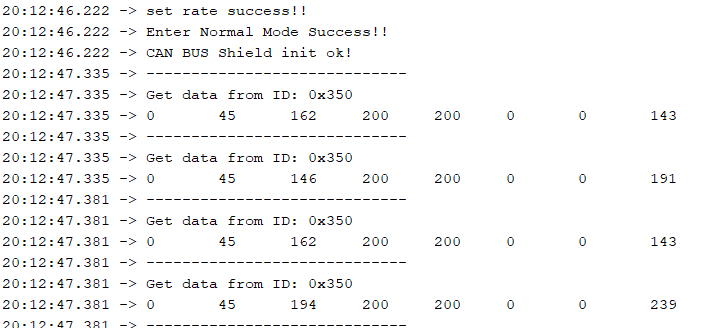 20:12:46.222 -> set rate success!!
20:12:46.222 -> Enter Normal Mode Success!!
20:12:46.222 -> CAN BUS Shield init ok!
20:12:47.335 -> -----------------------------
20:12:47.335 -> Get data from ID: 0x350
20:12:47.335 -> 0 45 162 200 200 0 0 143
20:12:47.335 -> -----------------------------
20:12:47.335 -> Get data from ID: 0x350
20:12:47.335 -> 0 45 146 200 200 0 0 191
20:12:47.381 -> -----------------------------
20:12:47.381 -> Get data from ID: 0x350
20:12:47.381 -> 0 45 162 200 200 0 0 143
20:12:47.381 -> -----------------------------
20:12:47.381 -> Get data from ID: 0x350
20:12:47.381 -> 0 45 194 200 200 0 0 239
20:12:47.381 -> -----------------------------